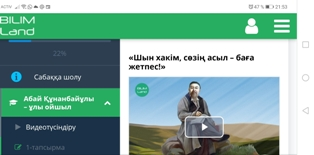 47 % 21:53
BILIM
Land
22%
Сабаққа шолу
Абай Құнанбайұлы
- ұлы ойшыл
Видеотүсіндіру
1-тапсырма
«Шын хакім, сөзің асыл – баға
жетпес!»